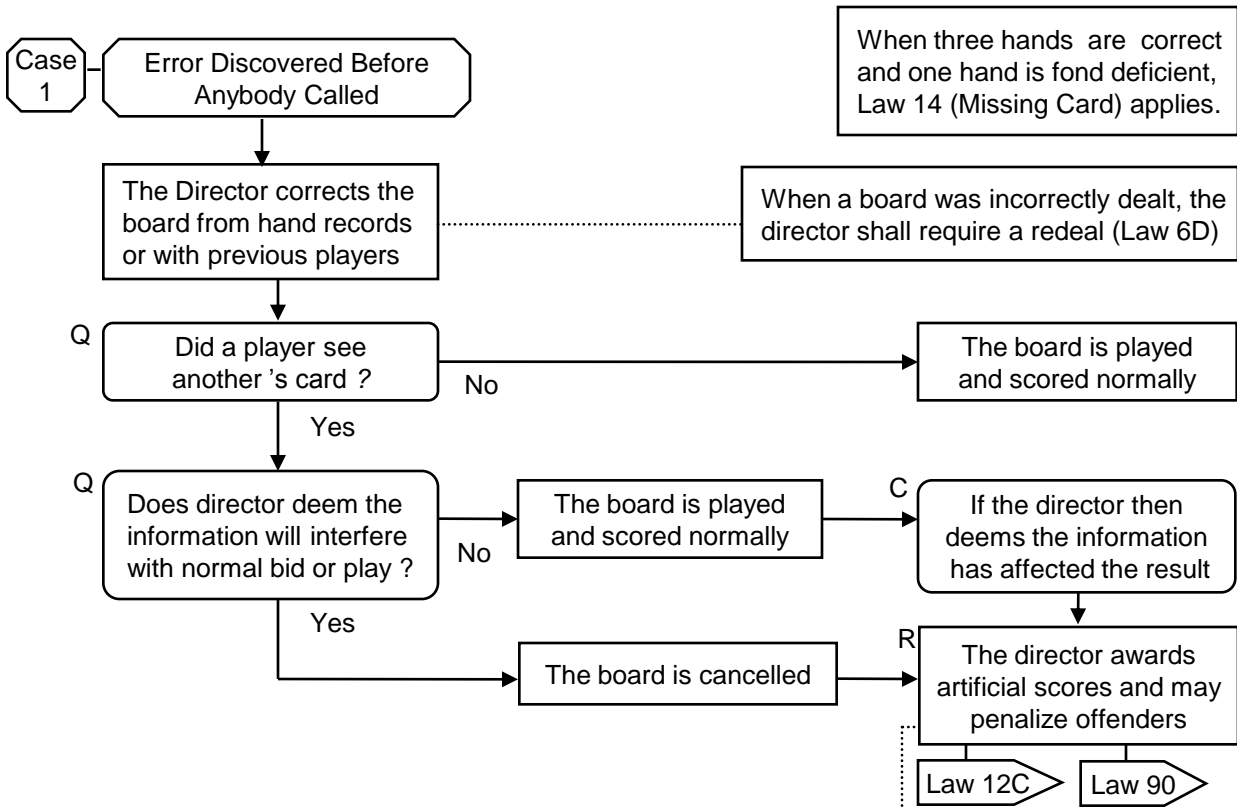 Case
1
Error Discovered Before
Anybody Called
When three hands are correct
and one hand is fond deficient,
Law 14 (Missing Card) applies.
The Director corrects the
board from hand records
or with previous players
When a board was incorrectly dealt, the
director shall require a redeal (Law 6D)
Q
Did a player see
another 's card ?
No
The board is played
and scored normally
Yes
Q
Does director deem the
information will interfere
with normal bid or play ?
No
The board is played
and scored normally
C
If the director then
deems the information
has affected the result
Yes
The board is cancelled
R
The director awards
artificial scores and may
penalize offenders
Law 12C
Law 90